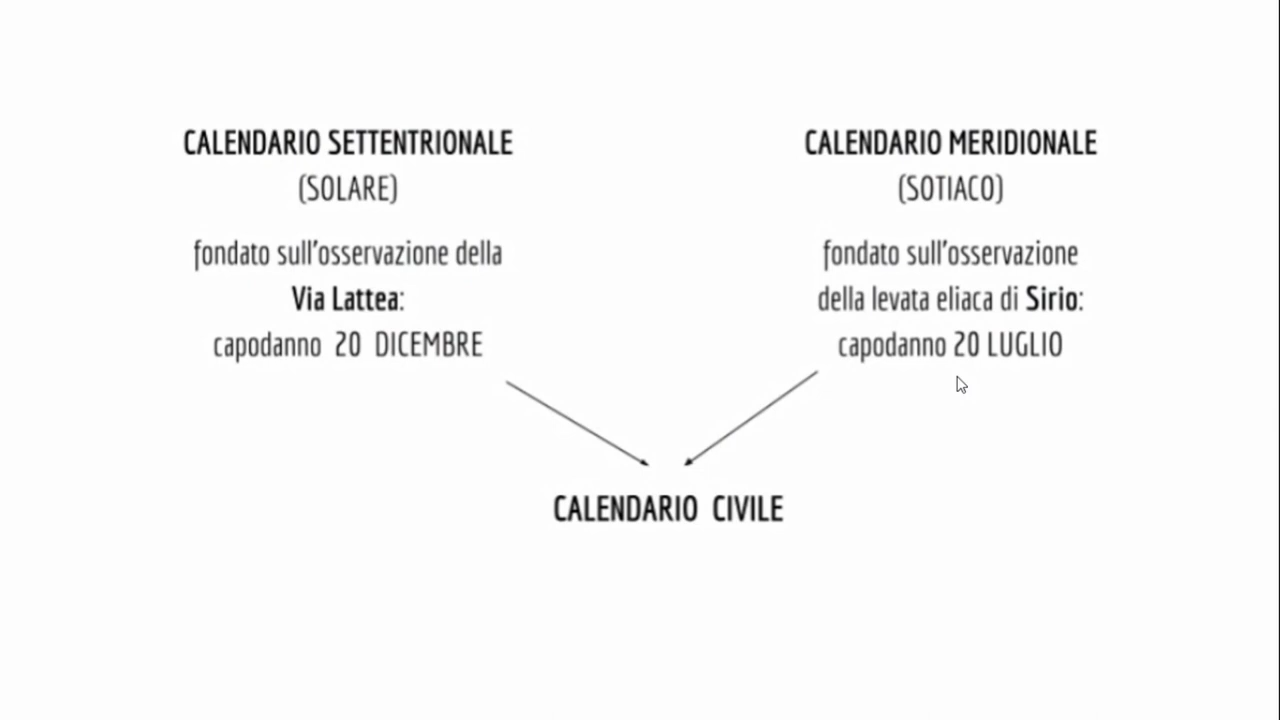 CALENDARIO SETTENTRIONALE
(SOLARE)
fondato sull'osservazione della
Via Lattea:
capodanno 20 DICEMBRE
CALENDARIO MERIDIONALE
(SOTIACO)
fondato sull'osservazione
della levata eliaca di Sirio:
capodanno 20 LUGLIO
CALENDARIO CIVILE